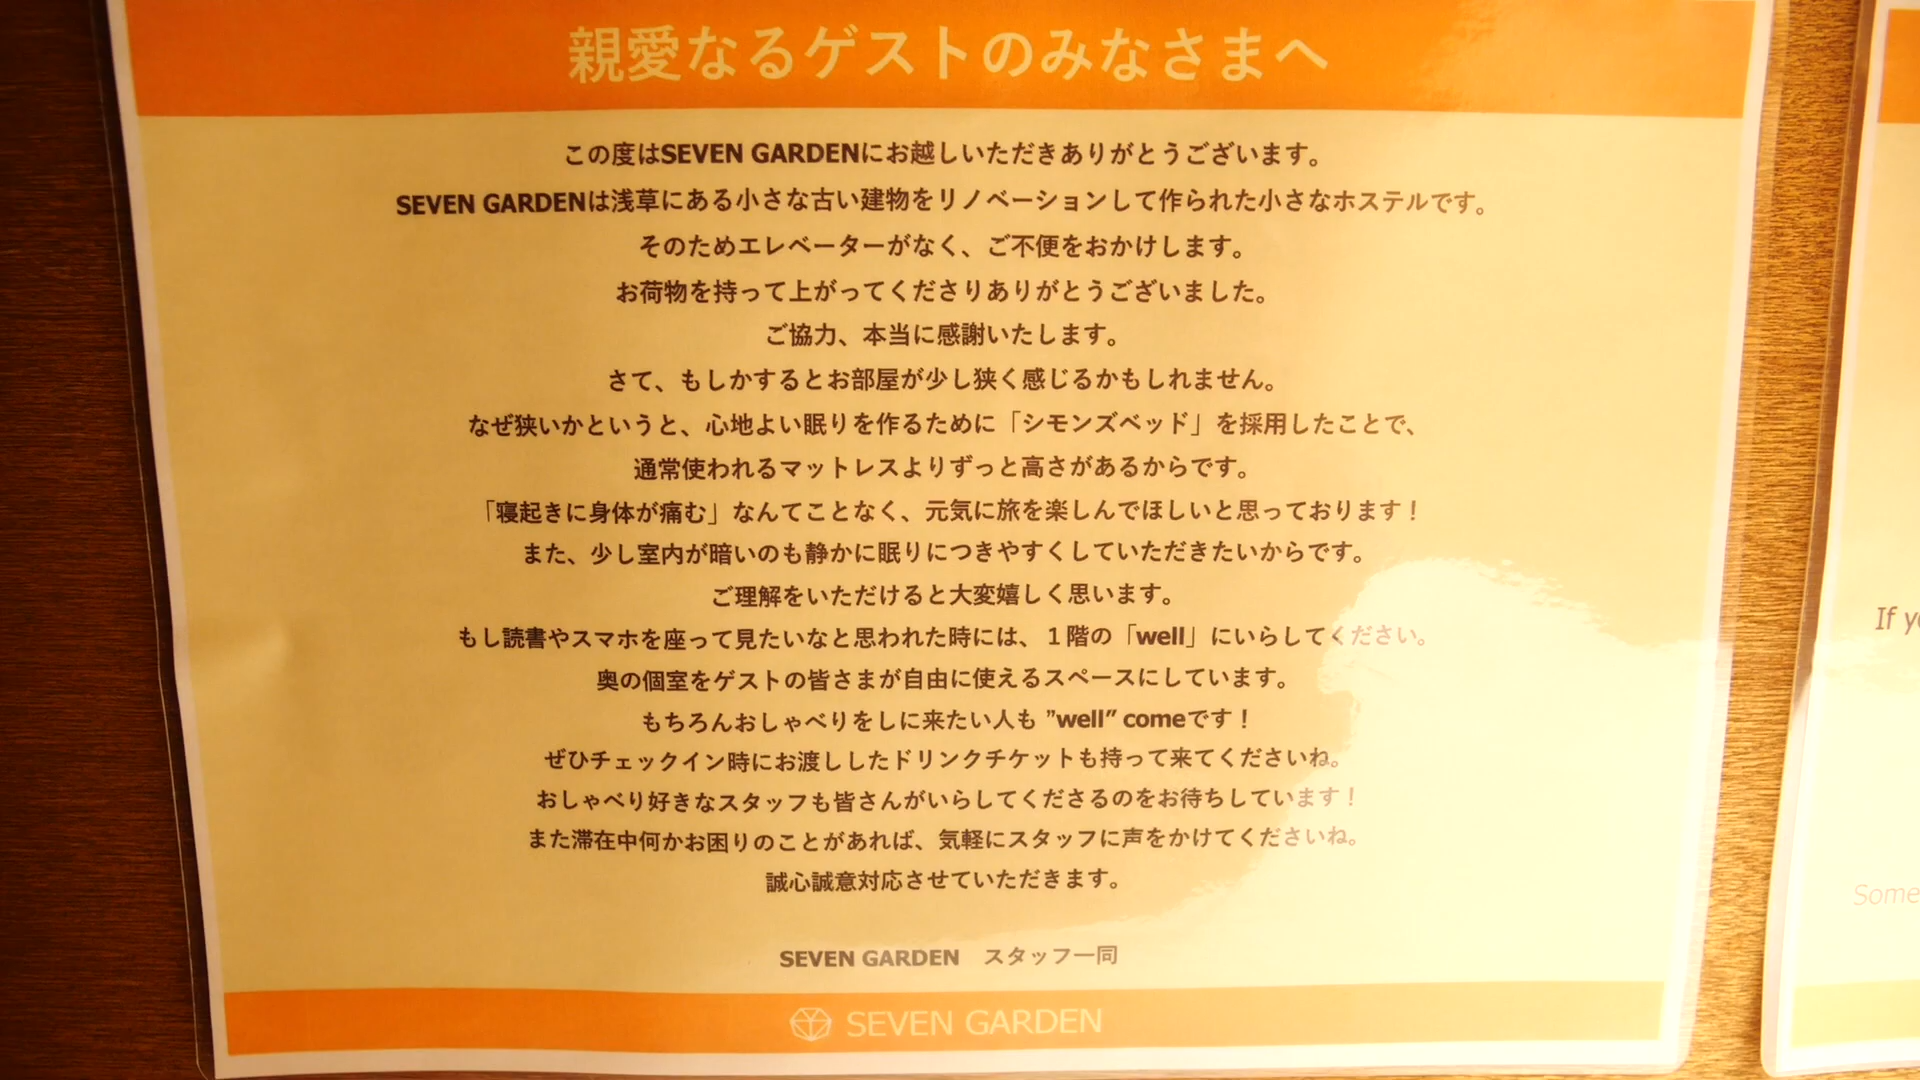 親愛なるゲストのみなさまへ
この度はSEVEN GARDENにお越しいただきありがとうございます。
SEVEN GARDENは浅草にある小さな古い建物をリノベーションして作られた小さなホステルです。
そのためエレベーターがなく、ご不便をおかけします。
お荷物を持って上がってくださりありがとうございました。
ご協力、本当に感謝いたします。
さて、もしかするとお部屋が少し狭く感じるかもしれません。
なぜ狭いかというと、心地よい眠りを作るために「シモンズベッド」を採用したことで、
通常使われるマットレスよりずっと高さがあるからです。
「寝起きに身体が痛む」なんてことなく、元気に旅を楽しんでほしいと思っております！
また、少し室内が暗いのも静かに眠りにつきやすくしていただきたいからです。
ご理解をいただけると大変嬉しく思います。
もし読書やスマホを座って見たいなと思われた時には、１階の「well」にいらしてください。
奥の個室をゲストの皆さまが自由に使えるスペースにしています。
もちろんおしゃべりをしに来たい人も ”well” comeです！
ぜひチェックイン時にお渡ししたドリンクチケットも持って来てくださいね。
おしゃべり好きなスタッフも皆さんがいらしてくださるのをお待ちしています！
また滞在中何かお困りのことがあれば、気軽にスタッフに声をかけてくださいね。
誠心誠意対応させていただきます。
SEVEN GARDEN　スタッフ一同
SEVEN GARDEN
If
Some